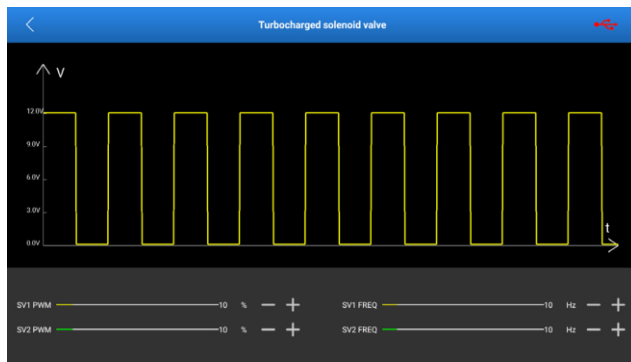 Turbocharged solenoid valve
V
12.0V
9.0V
6.0V
3.0V
0.0V
t
SV1 PWM 10 % SV1 FREQ 10 Hz
SV2 PWM 10 % SV2 FREQ 10 Hz